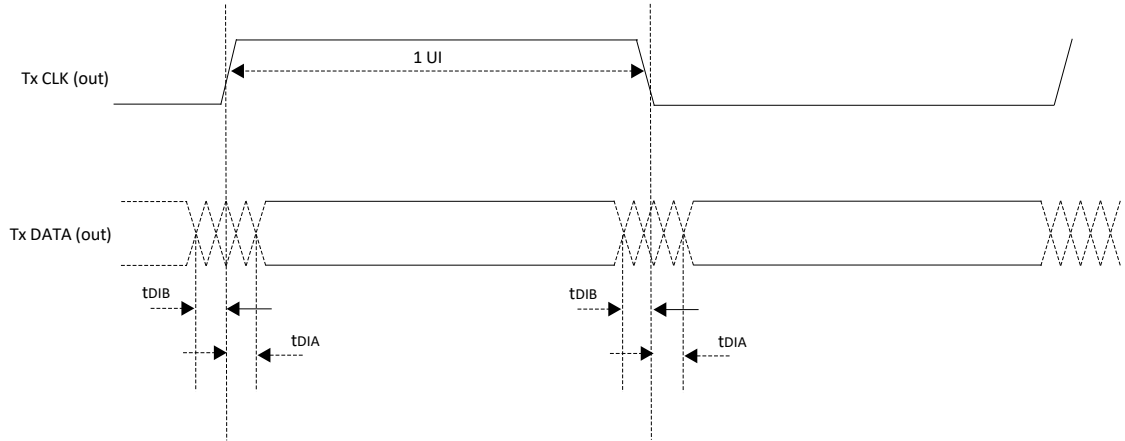 1 UI
Tx CLK (out)
Tx DATA (out)
tDIB
tDIB
tDIA
tDIA